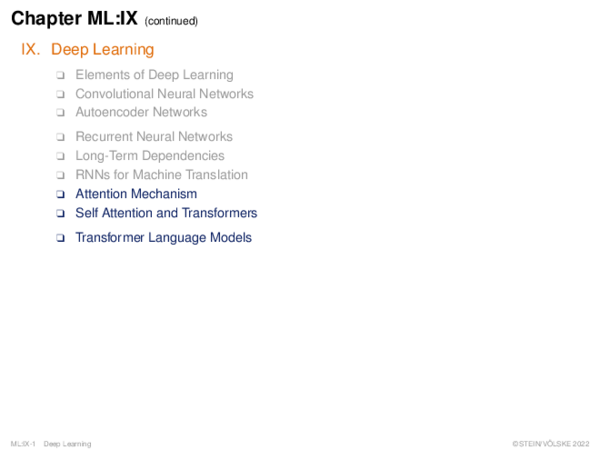 Chapter ML:IX (continued)
IX. Deep Learning
❑ Elements of Deep Learning
❑ Convolutional Neural Networks
❑ Autoencoder Networks
❑ Recurrent Neural Networks
❑ Long-Term Dependencies
❑ RNNs for Machine Translation
❑ Attention Mechanism
❑ Self Attention and Transformers
❑ Transformer Language Models
ML:IX-1 Deep Learning ©STEIN/VÖLSKE 2022